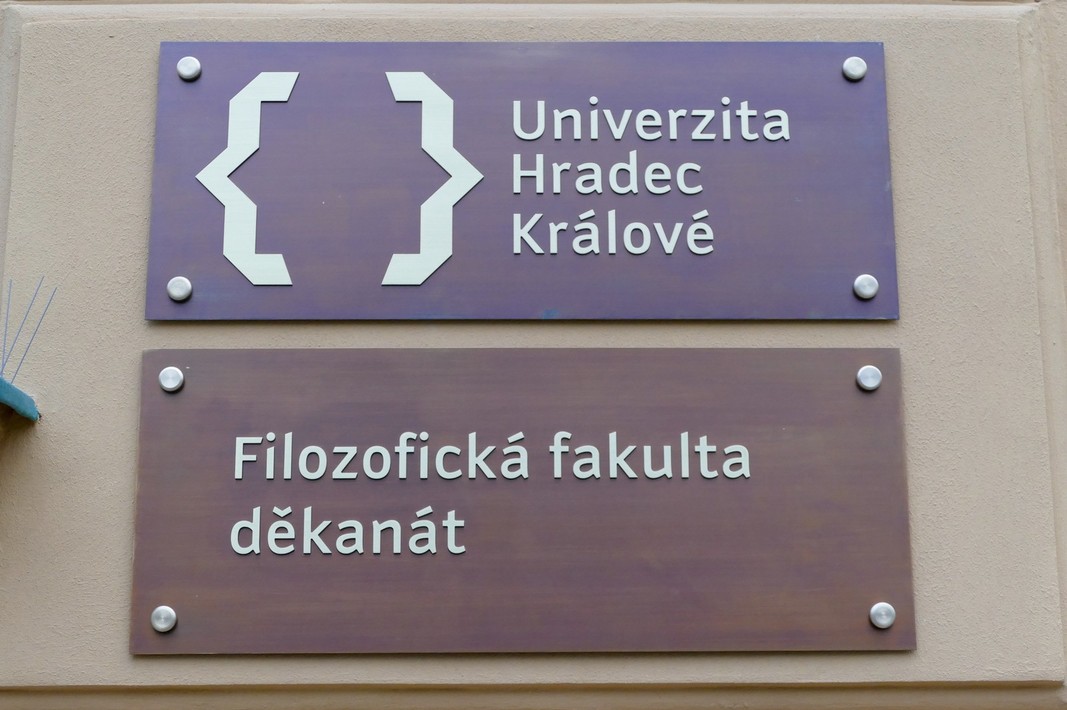 Univerzita
Hradec
Králové
Filozofická fakulta
děkanát